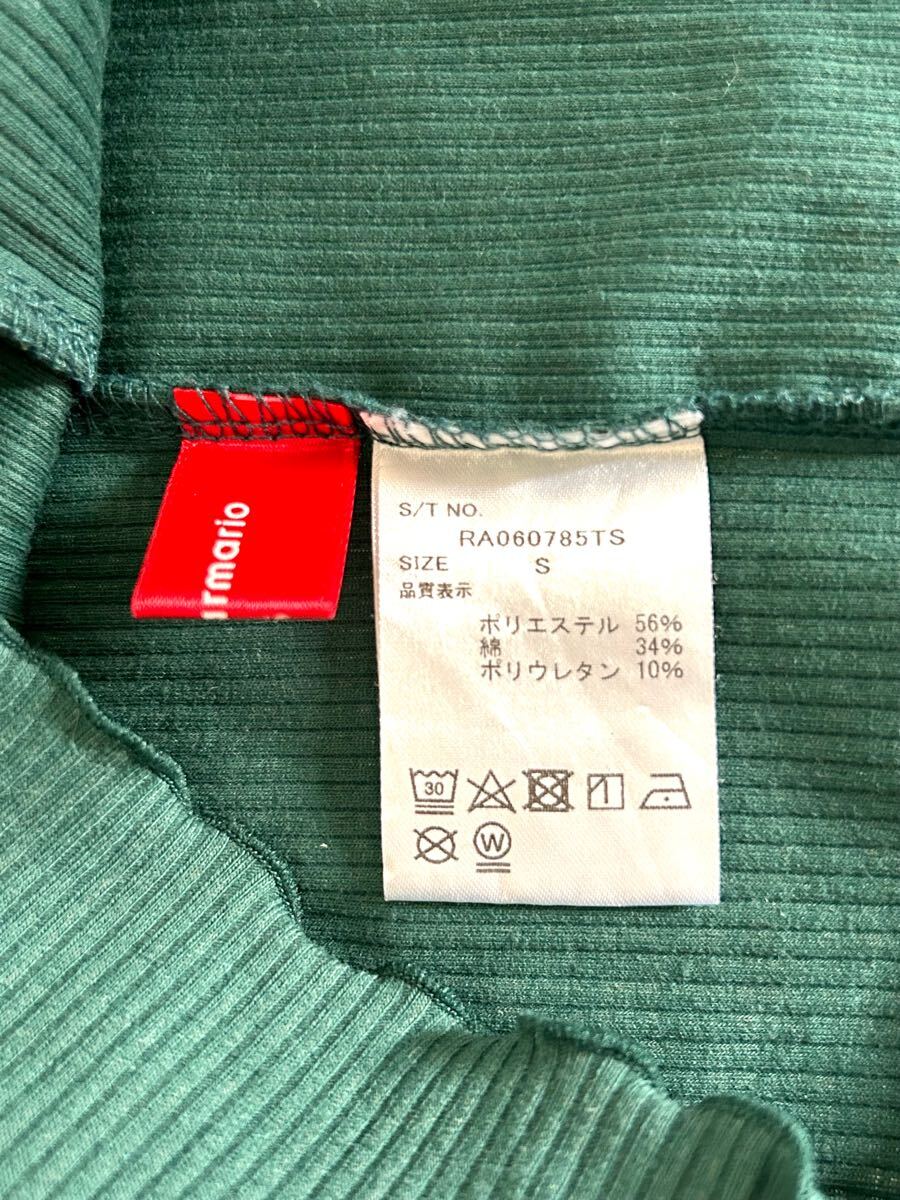 urmario
S/T NO.
RA060785TS
SIZE S
品質表示
ポリエステル 56%
綿 34%
ポリウレタン 10%
30
W